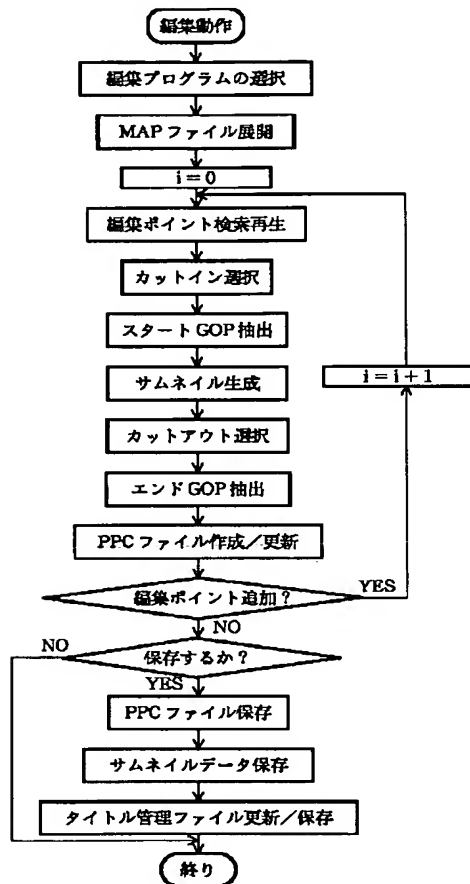 編集動作
編集プログラムの選択
MAPファイル展開
i=0
編集ポイント検索再生
カットイン選択
スタートGOP抽出
サムネイル生成
i=i+1
カットアウト選択
エンドGOP抽出
PPCファイル作成/更新
編集ポイント追加?
YES
NO
保存するか?
NO
YES
PPCファイル保存
サムネイルデータ保存
タイトル管理ファイル更新/保存
終り